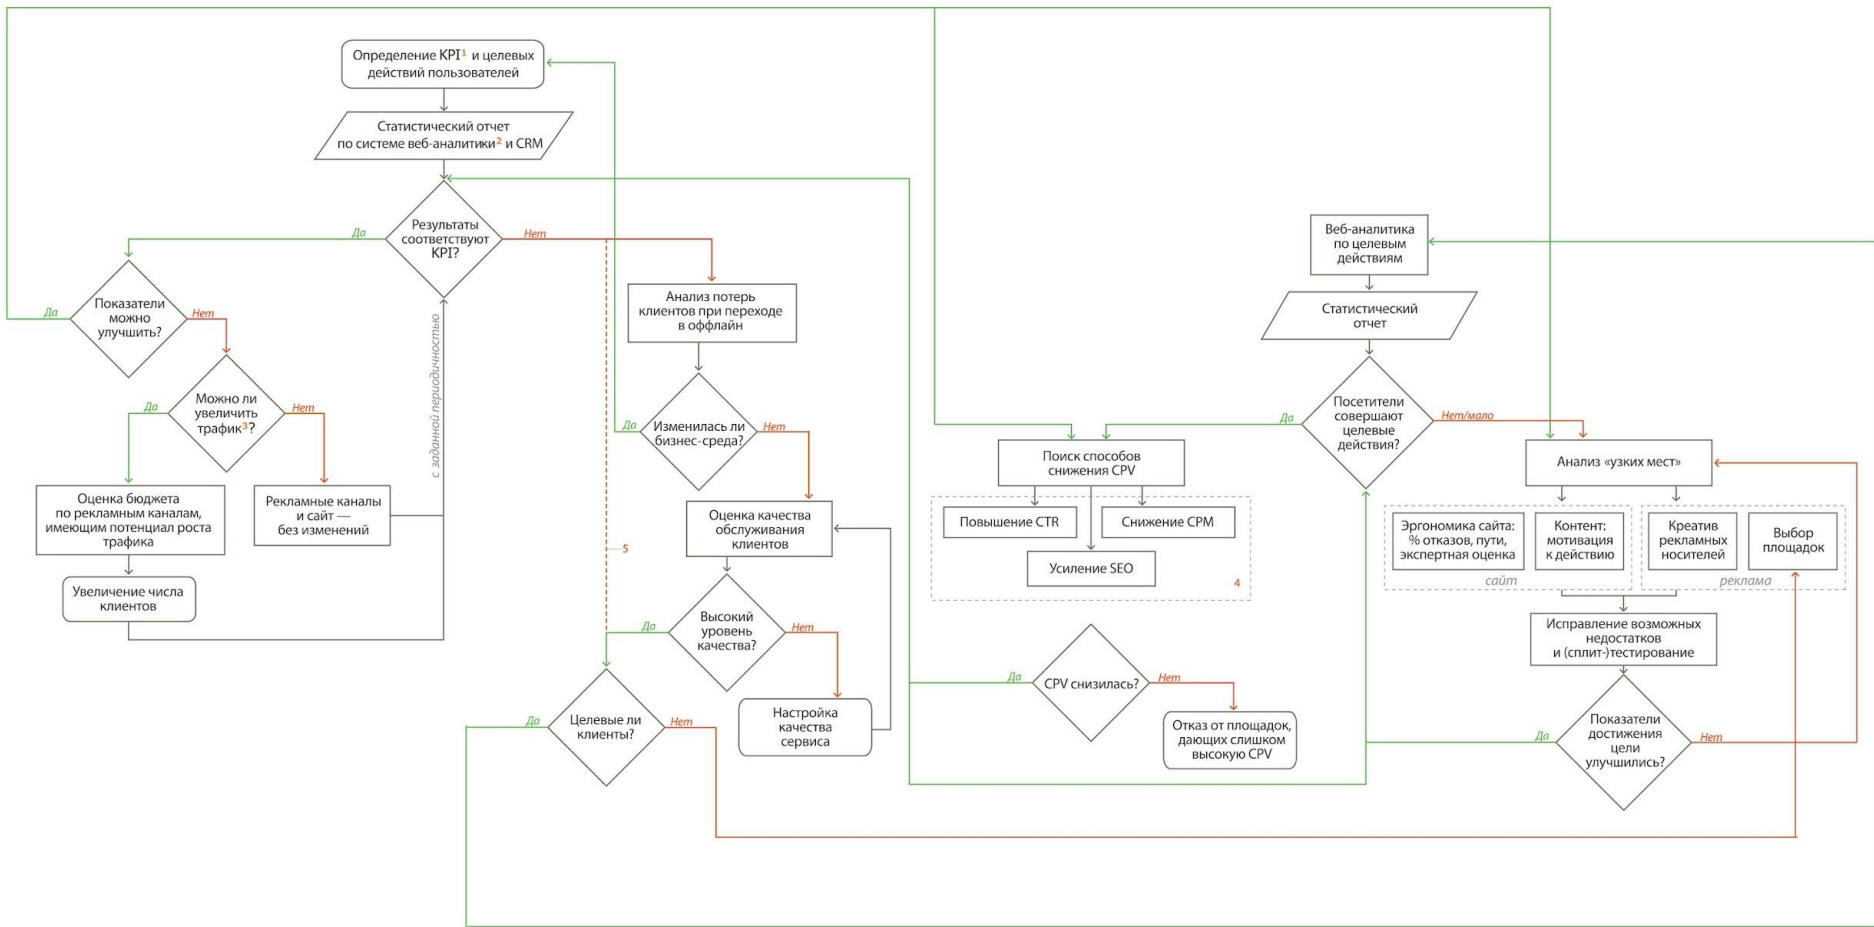 Определение KPI¹ и целевых
действий пользователей
Статистический отчет
по системе веб-аналитики² и CRM
Результаты
соответствуют
KPI?
Да
Нет
Показатели
можно
улучшить?
Да
Нет
Можно ли
увеличить
трафик³?
Да
Нет
Оценка бюджета
по рекламным каналам,
имеющим потенциал роста
трафика
Рекламные каналы
и сайт —
без изменений
Увеличение числа
клиентов
с заданной периодичностью
Анализ потерь
клиентов при переходе
в оффлайн
Изменилась ли
бизнес-среда?
Да
Нет
Оценка качества
обслуживания
клиентов
5
Высокий
уровень
качества?
Да
Нет
Настройка
качества
сервиса
Целевые ли
клиенты?
Да
Нет
Веб-аналитика
по целевым
действиям
Статистический
отчет
Посетители
совершают
целевые
действия?
Да
Нет/мало
Поиск способов
снижения CPV
Повышение CTR
Снижение CPM
Усиление SEO
4
CPV снизилась?
Да
Нет
Отказ от площадок,
дающих слишком
высокую CPV
Анализ «узких мест»
Эргономика сайта:
% отказов, пути,
экспертная оценка
Контент:
мотивация
к действию
сайт
Креатив
рекламных
носителей
Выбор
площадок
реклама
Исправление возможных
недостатков
и (сплит-)тестирование
Показатели
достижения
цели
улучшились?
Да
Нет